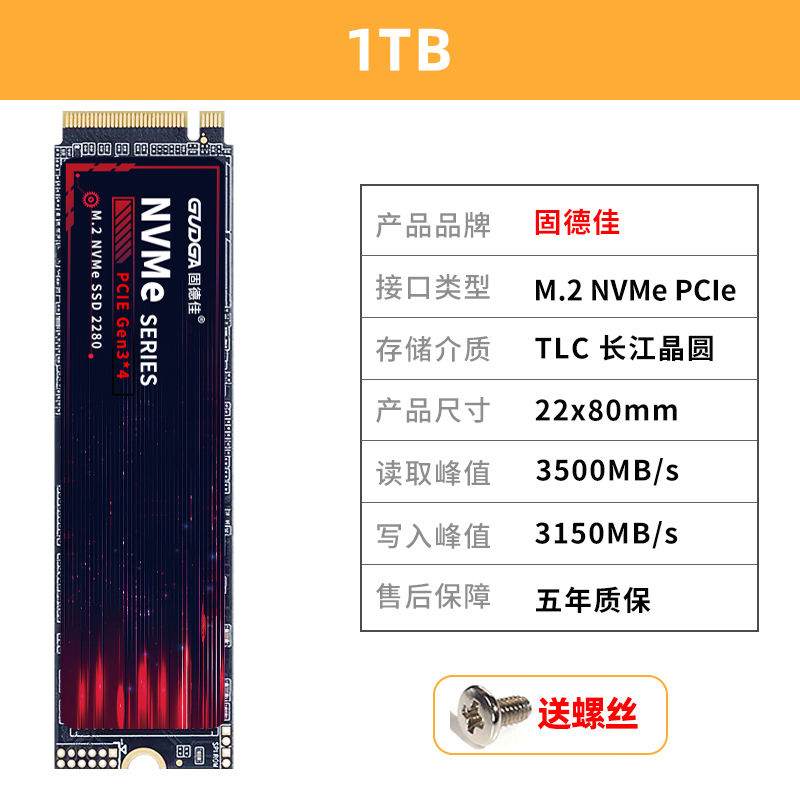 1TB
GUDGA 固德佳®
NVMe SERIES
PCIE Gen3*4
M.2 NVMe SSD 2280
产品品牌 固德佳
接口类型 M.2 NVMe PCIe
存储介质 TLC 长江晶圆
产品尺寸 22x80mm
读取峰值 3500MB/s
写入峰值 3150MB/s
售后保障 五年质保
SPIROM
送螺丝